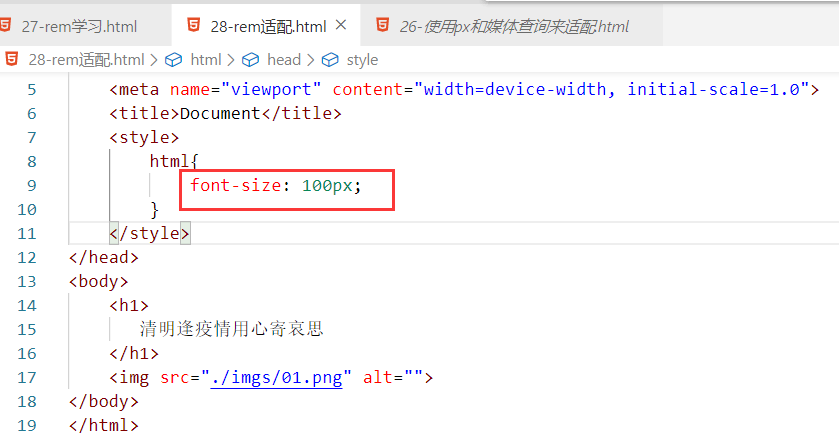 27-rem学习.html 28-rem适配.html 26-使用px和媒体查询来适配.html
28-rem适配.html > html > head > style
5 <meta name="viewport" content="width=device-width, initial-scale=1.0">
6 <title>Document</title>
7 <style>
8 html{
9 font-size: 100px;
10 }
11 </style>
12 </head>
13 <body>
14 <h1>
15 清明逢疫情用心寄哀思
16 </h1>
17 <img src="./imgs/01.png" alt="">
18 </body>
19 </html>